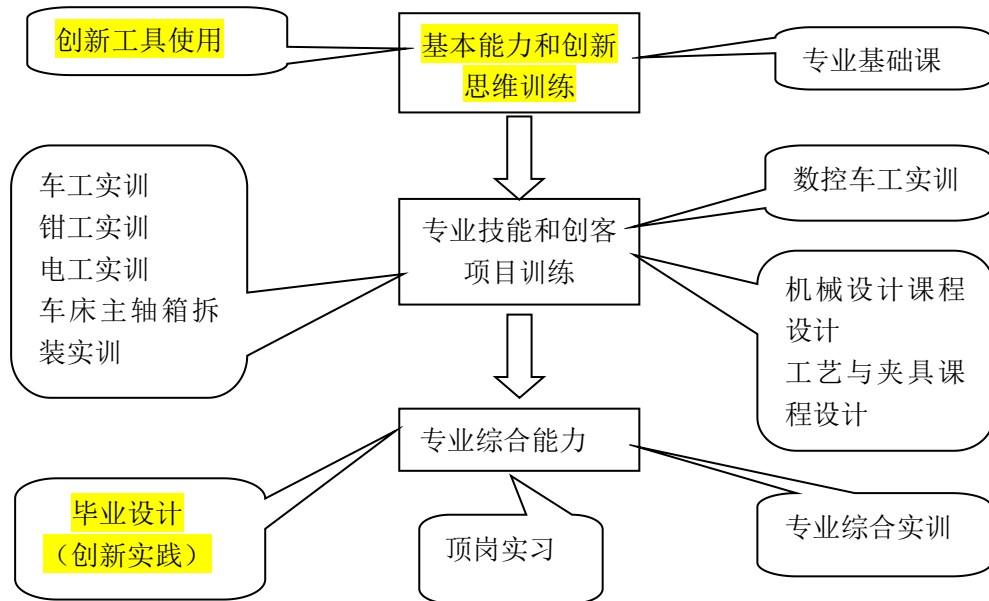 创新工具使用
基本能力和创新
思维训练
专业基础课
车工实训
钳工实训
电工实训
车床主轴箱拆
装实训
专业技能和创客
项目训练
数控车工实训
机械设计课程
设计
工艺与夹具课
程设计
专业综合能力
毕业设计
（创新实践）
顶岗实习
专业综合实训